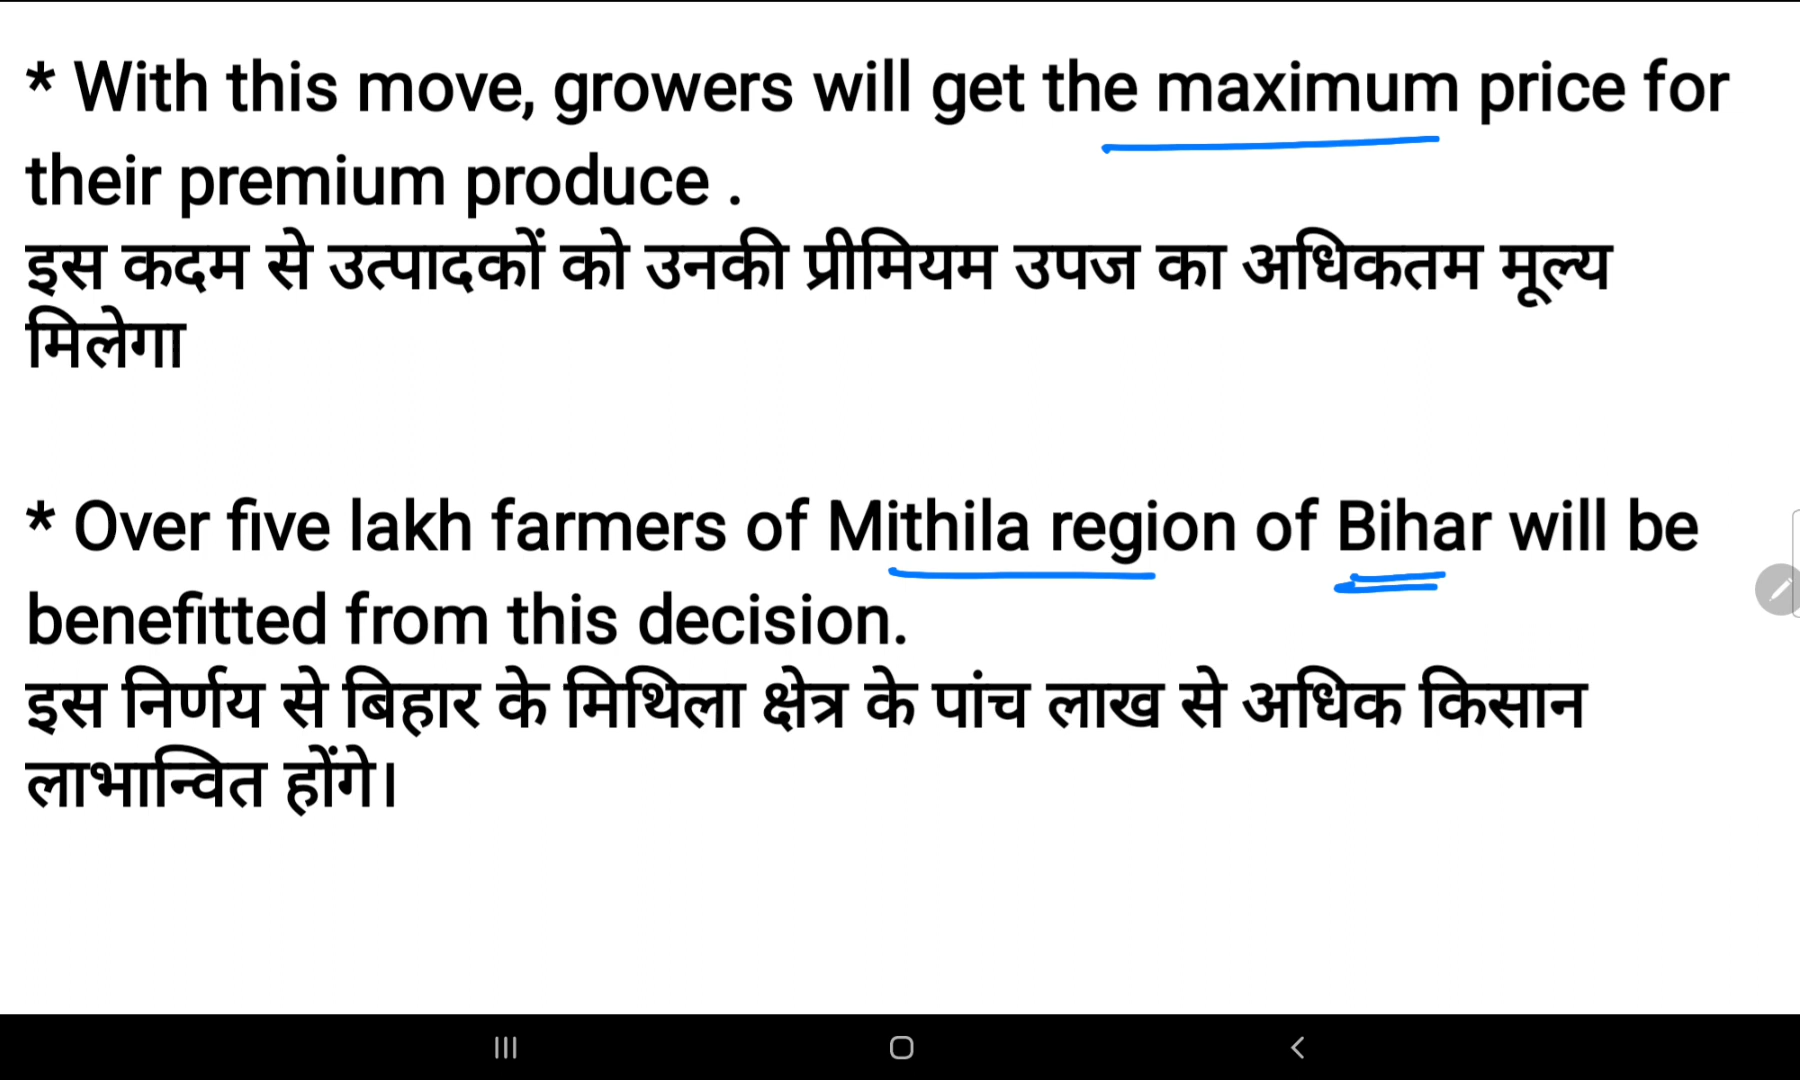 * With this move, growers will get the maximum price for
their premium produce .
इस कदम से उत्पादकों को उनकी प्रीमियम उपज का अधिकतम मूल्य
मिलेगा
* Over five lakh farmers of Mithila region of Bihar will be
benefitted from this decision.
इस निर्णय से बिहार के मिथिला क्षेत्र के पांच लाख से अधिक किसान
लाभान्वित होंगे।